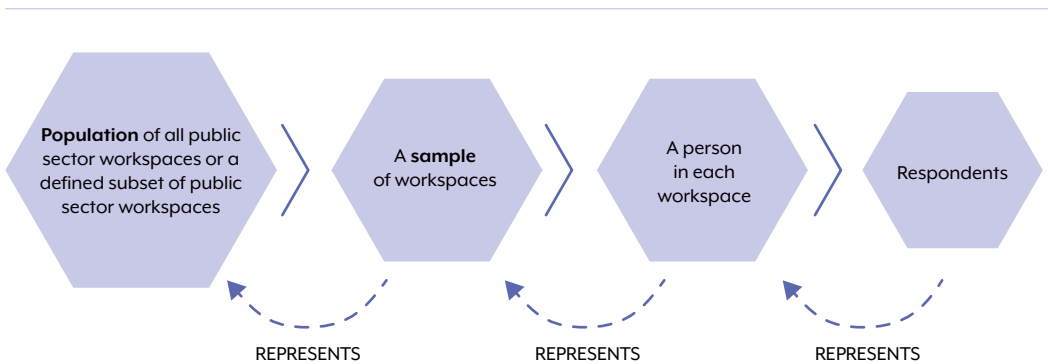 Population of all public
sector workspaces or a
defined subset of public
sector workspaces
A sample
of workspaces
A person
in each
workspace
Respondents
REPRESENTS
REPRESENTS
REPRESENTS